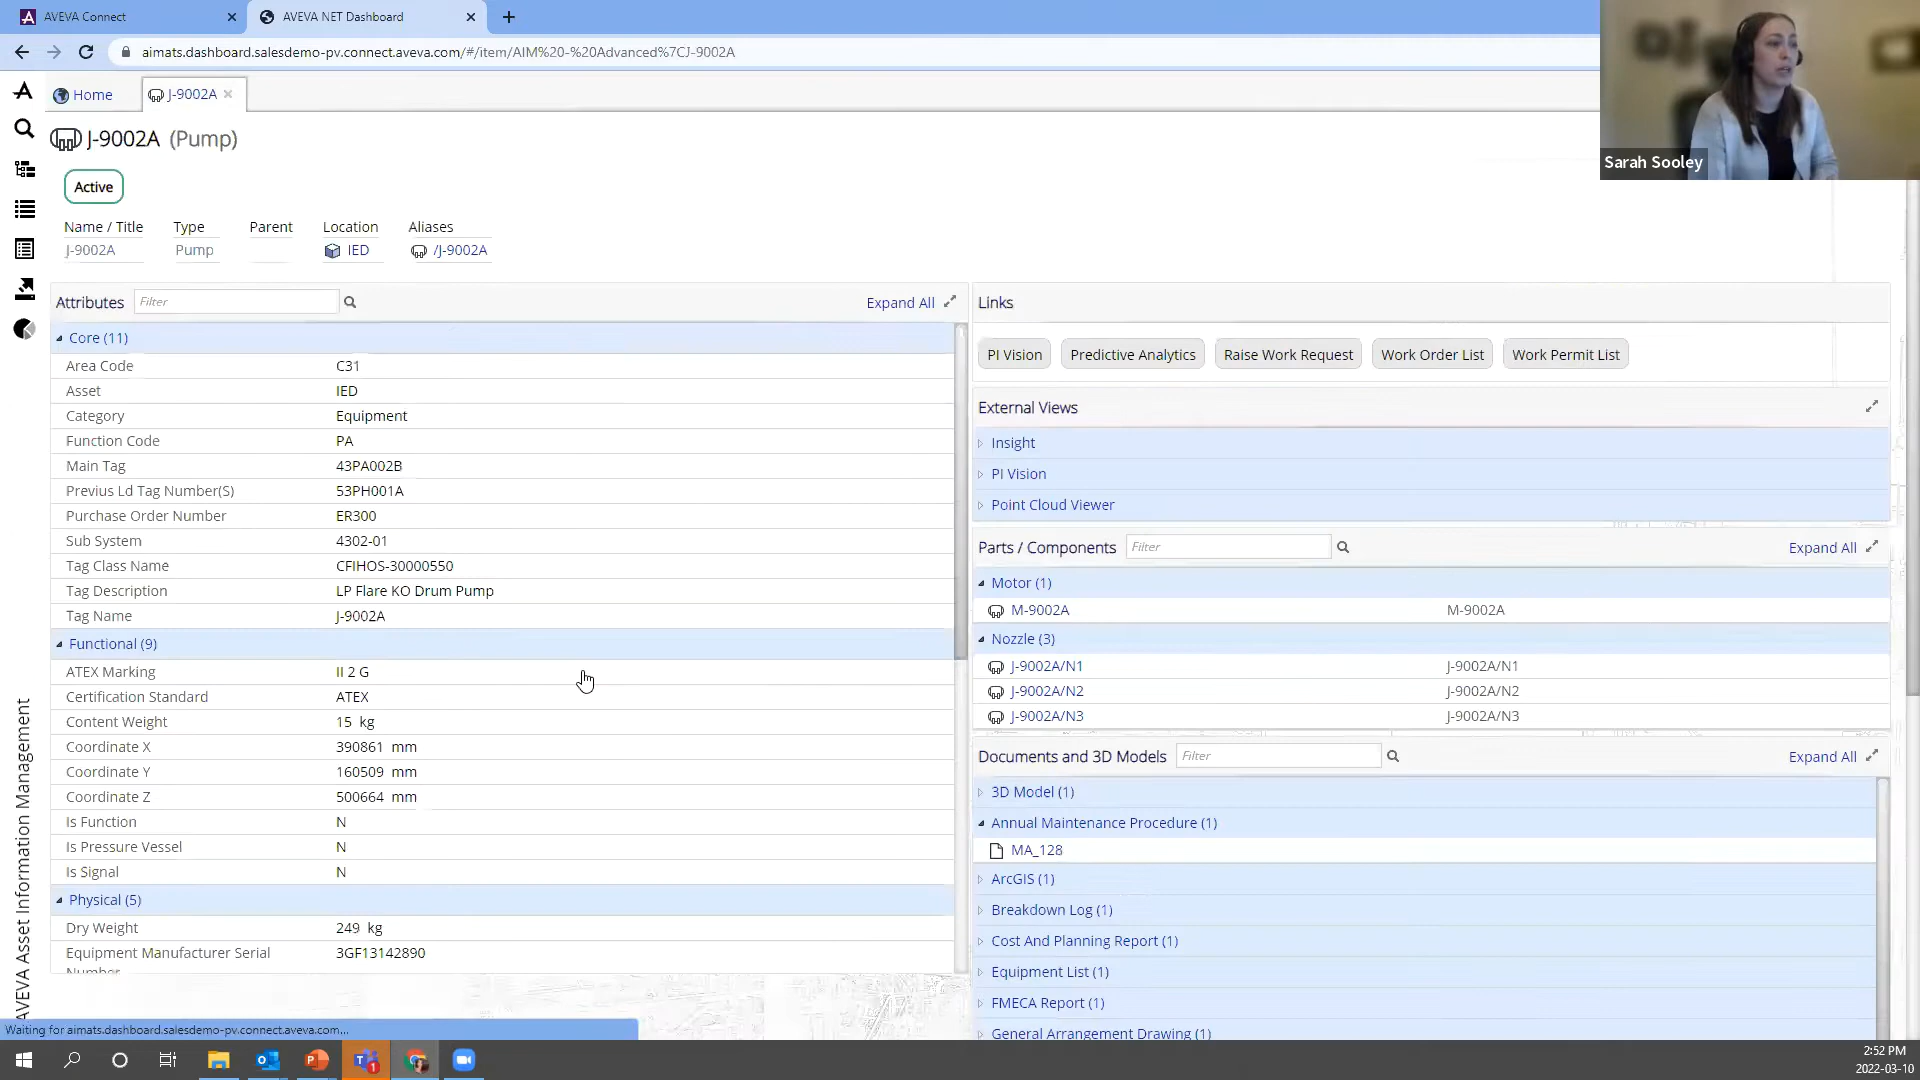 AVEVA Connect
AVEVA NET Dashboard
aimats.dashboard.salesdemo-pv.connect.aveva.com/#/item/AIM%20-%20Advanced%7CJ-9002A
Sarah Sooley
Home
J-9002A
J-9002A (Pump)
Active
Name / Title Type Parent Location Aliases
J-9002A Pump IED /J-9002A
Attributes Filter Expand All
Core (11)
Area Code C31
Asset IED
Category Equipment
Function Code PA
Main Tag 43PA002B
Previus Ld Tag Number(S) 53PH001A
Purchase Order Number ER300
Sub System 4302-01
Tag Class Name CFIHOS-30000550
Tag Description LP Flare KO Drum Pump
Tag Name J-9002A
Functional (9)
ATEX Marking II 2 G
Certification Standard ATEX
Content Weight 15 kg
Coordinate X 390861 mm
Coordinate Y 160509 mm
Coordinate Z 500664 mm
Is Function N
Is Pressure Vessel N
Is Signal N
Physical (5)
Dry Weight 249 kg
Equipment Manufacturer Serial Number 3GF13142890
Links
PI Vision Predictive Analytics Raise Work Request Work Order List Work Permit List
External Views
Insight
PI Vision
Point Cloud Viewer
Parts / Components Filter Expand All
Motor (1)
M-9002A M-9002A
Nozzle (3)
J-9002A/N1 J-9002A/N1
J-9002A/N2 J-9002A/N2
J-9002A/N3 J-9002A/N3
Documents and 3D Models Filter Expand All
3D Model (1)
Annual Maintenance Procedure (1)
MA_128
ArcGIS (1)
Breakdown Log (1)
Cost And Planning Report (1)
Equipment List (1)
FMECA Report (1)
General Arrangement Drawing (1)
AVEVA Asset Information Management
Waiting for aimats.dashboard.salesdemo-pv.connect.aveva.com...
2:52 PM
2022-03-10